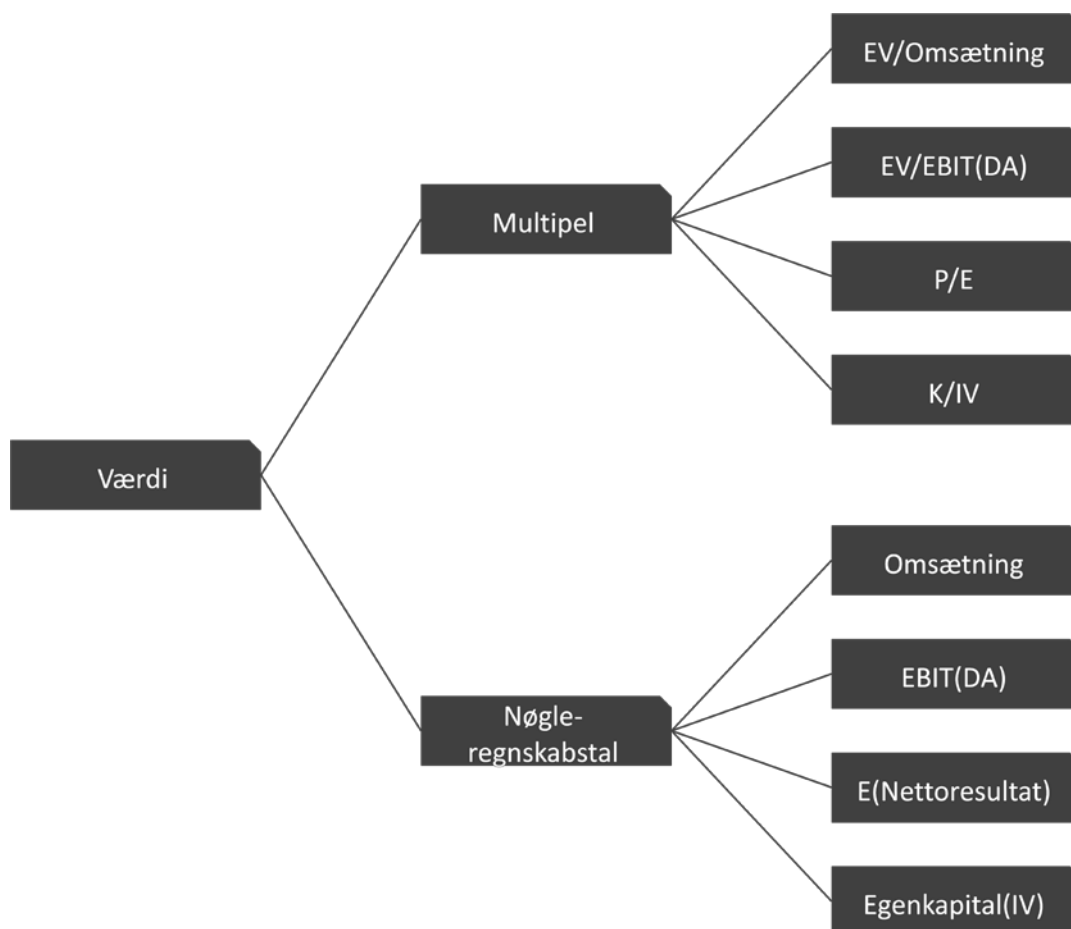 EV/Omsætning
EV/EBIT(DA)
Multipel
P/E
K/IV
Værdi
Omsætning
EBIT(DA)
Nøgle-
regnskabstal
E(Nettoresultat)
Egenkapital(IV)